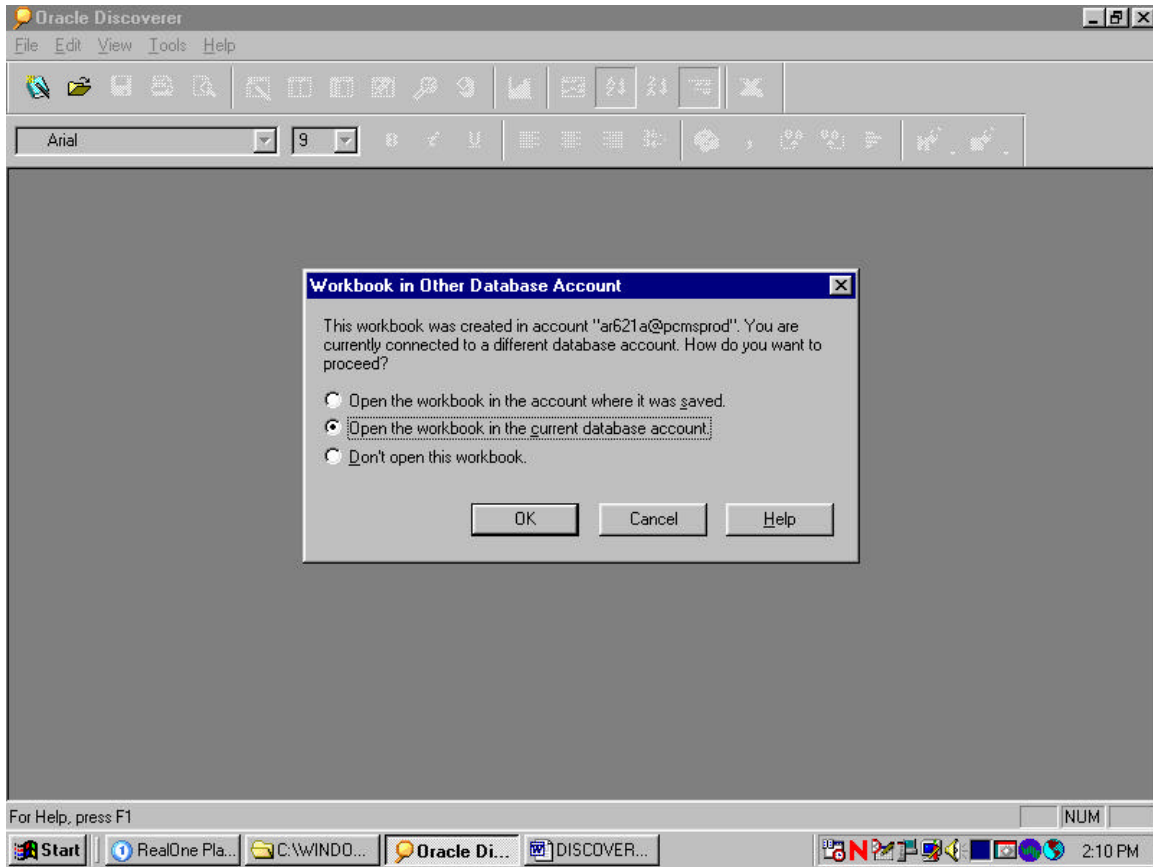 Oracle Discoverer
File Edit View Tools Help
Arial 9 B I U
,
Workbook in Other Database Account
This workbook was created in account "ar621a@pcmsprod". You are
currently connected to a different database account. How do you want to
proceed?
Open the workbook in the account where it was saved.
Open the workbook in the current database account.
Don't open this workbook.
OK Cancel Help
For Help, press F1 NUM
Start RealOne Pla... C:\WINDO... Oracle Di... DISCOVER... N 2:10 PM